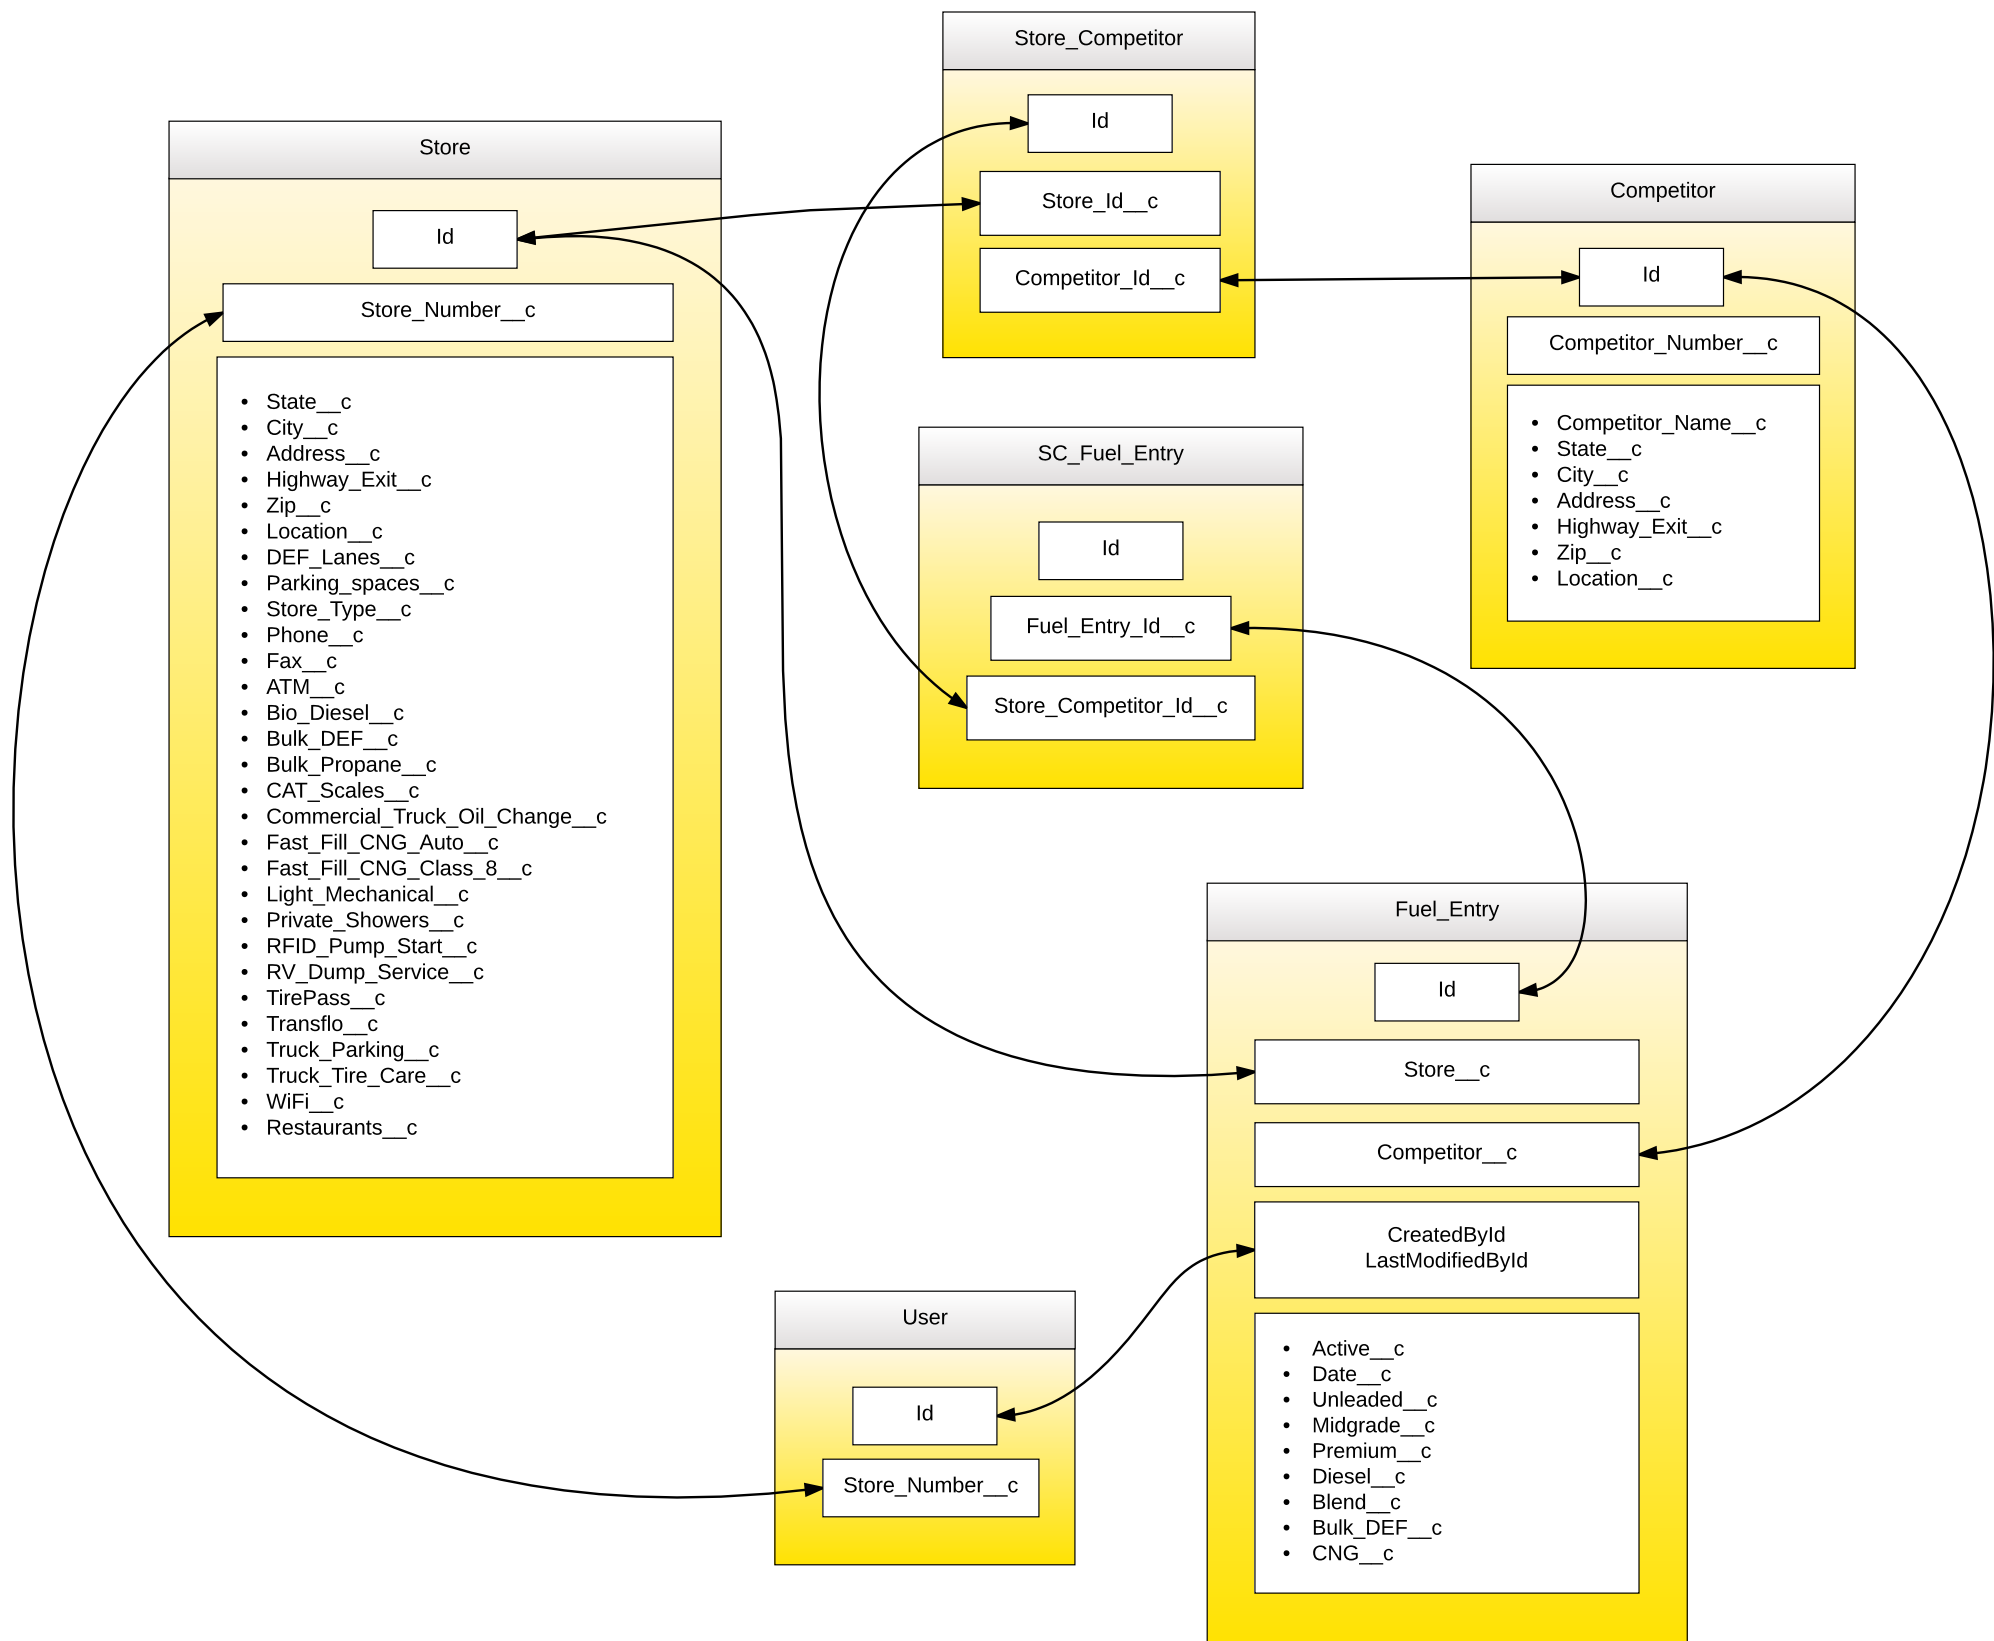 Store_Competitor
Id
Store_Id__c
Competitor_Id__c
Store
Id
Store_Number__c
• State__c
• City__c
• Address__c
• Highway_Exit__c
• Zip__c
• Location__c
• DEF_Lanes__c
• Parking_spaces__c
• Store_Type__c
• Phone__c
• Fax__c
• ATM__c
• Bio_Diesel__c
• Bulk_DEF__c
• Bulk_Propane__c
• CAT_Scales__c
• Commercial_Truck_Oil_Change__c
• Fast_Fill_CNG_Auto__c
• Fast_Fill_CNG_Class_8__c
• Light_Mechanical__c
• Private_Showers__c
• RFID_Pump_Start__c
• RV_Dump_Service__c
• TirePass__c
• Transflo__c
• Truck_Parking__c
• Truck_Tire_Care__c
• WiFi__c
• Restaurants__c
Competitor
Id
Competitor_Number__c
• Competitor_Name__c
• State__c
• City__c
• Address__c
• Highway_Exit__c
• Zip__c
• Location__c
SC_Fuel_Entry
Id
Fuel_Entry_Id__c
Store_Competitor_Id__c
Fuel_Entry
Id
Store__c
Competitor__c
CreatedById
LastModifiedById
• Active__c
• Date__c
• Unleaded__c
• Midgrade__c
• Premium__c
• Diesel__c
• Blend__c
• Bulk_DEF__c
• CNG__c
User
Id
Store_Number__c